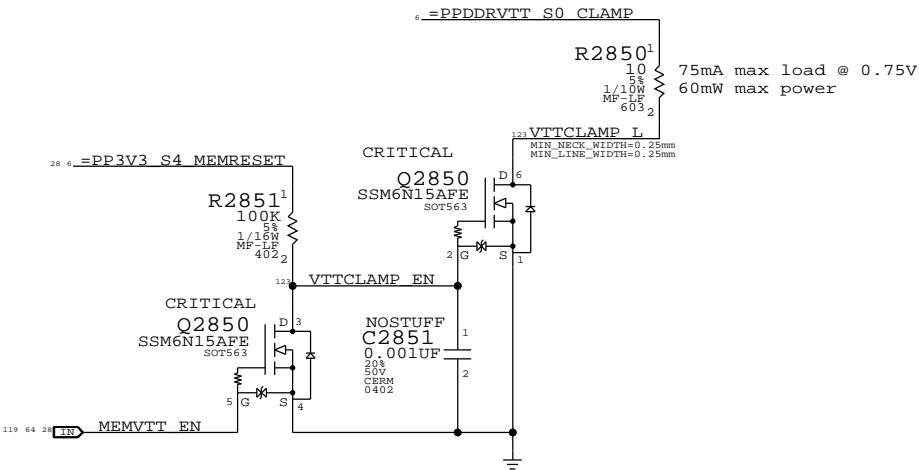 6 =PPDDRVTT_S0_CLAMP
R2850 1
10
5%
1/10W
MF-LF
603 2
75mA max load @ 0.75V
60mW max power
123 VTTCLAMP_L
MIN_NECK_WIDTH=0.25mm
MIN_LINE_WIDTH=0.25mm
CRITICAL
Q2850
SSM6N15AFE
SOT563
D 6
2 G S 1
28 6 =PP3V3_S4_MEMRESET
R2851 1
100K
5%
1/16W
MF-LF
402 2
123 VTTCLAMP_EN
CRITICAL
Q2850
SSM6N15AFE
SOT563
D 3
5 G S 4
NOSTUFF
C2851
0.001UF
20%
50V
CERM
0402
1
2
119 64 28 IN MEMVTT_EN